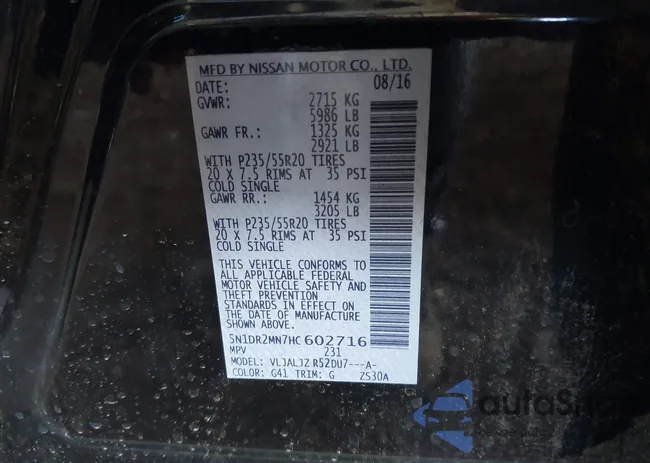 MFD BY NISSAN MOTOR CO., LTD.
DATE: 08/16
GVWR: 2715 KG
5986 LB
GAWR FR.: 1325 KG
2921 LB
WITH P235/55R20 TIRES
20 X 7.5 RIMS AT 35 PSI
COLD SINGLE
GAWR RR.: 1454 KG
3205 LB
WITH P235/55R20 TIRES
20 X 7.5 RIMS AT 35 PSI
COLD SINGLE
THIS VEHICLE CONFORMS TO
ALL APPLICABLE FEDERAL
MOTOR VEHICLE SAFETY AND
THEFT PREVENTION
STANDARDS IN EFFECT ON
THE DATE OF MANUFACTURE
SHOWN ABOVE.
5N1DR2MN7HC602716
MPV 231
MODEL: VLJALJZ R52DU7---A-
COLOR: G41 TRIM: G ZS30A